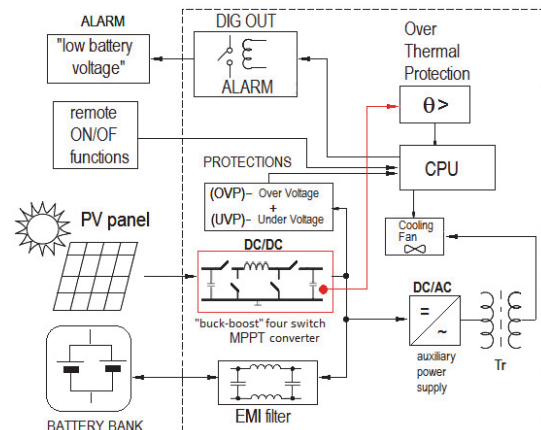 ALARM
"low battery
voltage"
DIG OUT
ALARM
Over
Thermal
Protection
θ>
remote
ON/OF
functions
CPU
PROTECTIONS
(OVP)– Over Voltage
+
(UVP)– Under Voltage
Cooling
Fan
PV panel
DC/DC
"buck-boost" four switch
MPPT converter
DC/AC
=
~
auxiliary
power
supply
Tr
EMI filter
BATTERY BANK